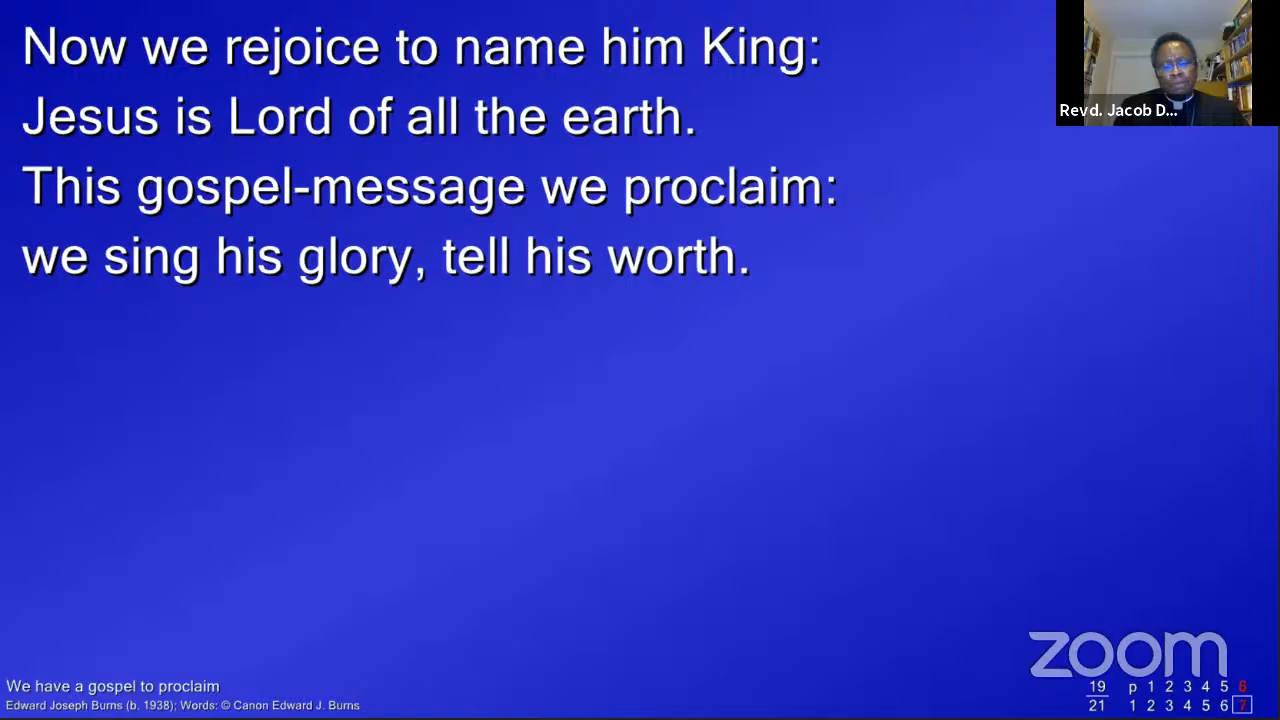 Now we rejoice to name him King:
Jesus is Lord of all the earth.
This gospel-message we proclaim:
we sing his glory, tell his worth.
Revd. Jacob D...
zoom
We have a gospel to proclaim
Edward Joseph Burns (b. 1938); Words: © Canon Edward J. Burns
19 p 1 2 3 4 5 6
21 1 2 3 4 5 6 7